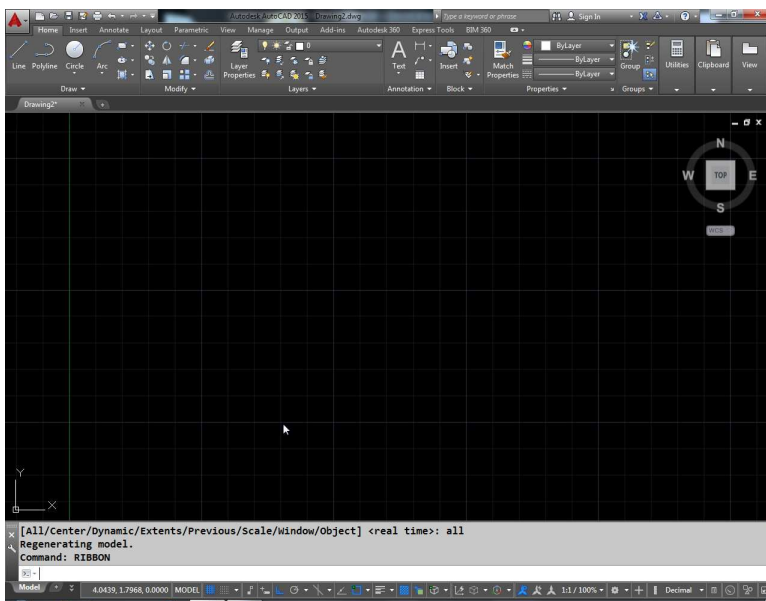 Autodesk AutoCAD 2015 Drawing2.dwg
Type a keyword or phrase
Sign In
Home Insert Annotate Layout Parametric View Manage Output Add-ins Autodesk 360 Express Tools BIM 360
0
ByLayer
ByLayer
ByLayer
Line Polyline Circle Arc
Layer Properties
Text
Insert
Match Properties
Group
Utilities Clipboard View
Draw Modify Layers Annotation Block Properties Groups
Drawing2*
N
W TOP E
S
WCS
Y
X
[All/Center/Dynamic/Extents/Previous/Scale/Window/Object] <real time>: all
Regenerating model.
Command: RIBBON
Model 4.0439, 1.7968, 0.0000 MODEL 1:1 / 100% Decimal